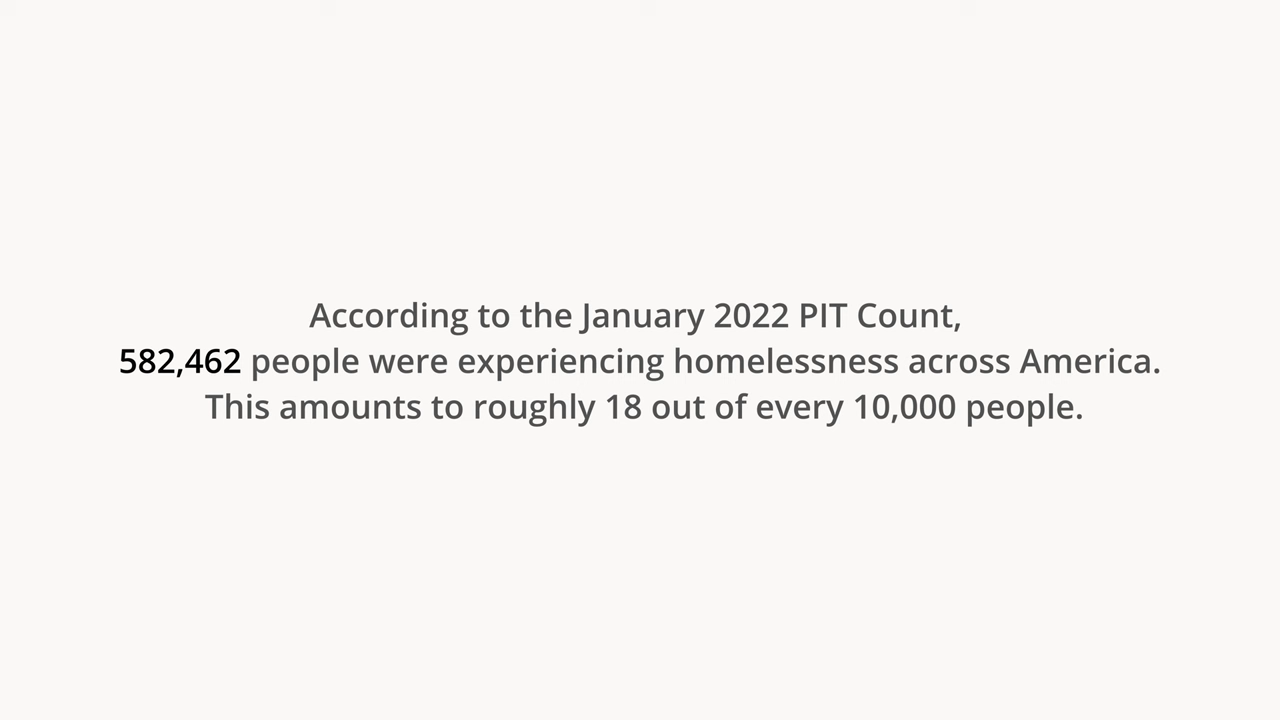 According to the January 2022 PIT Count,
582,462 people were experiencing homelessness across America.
This amounts to roughly 18 out of every 10,000 people.